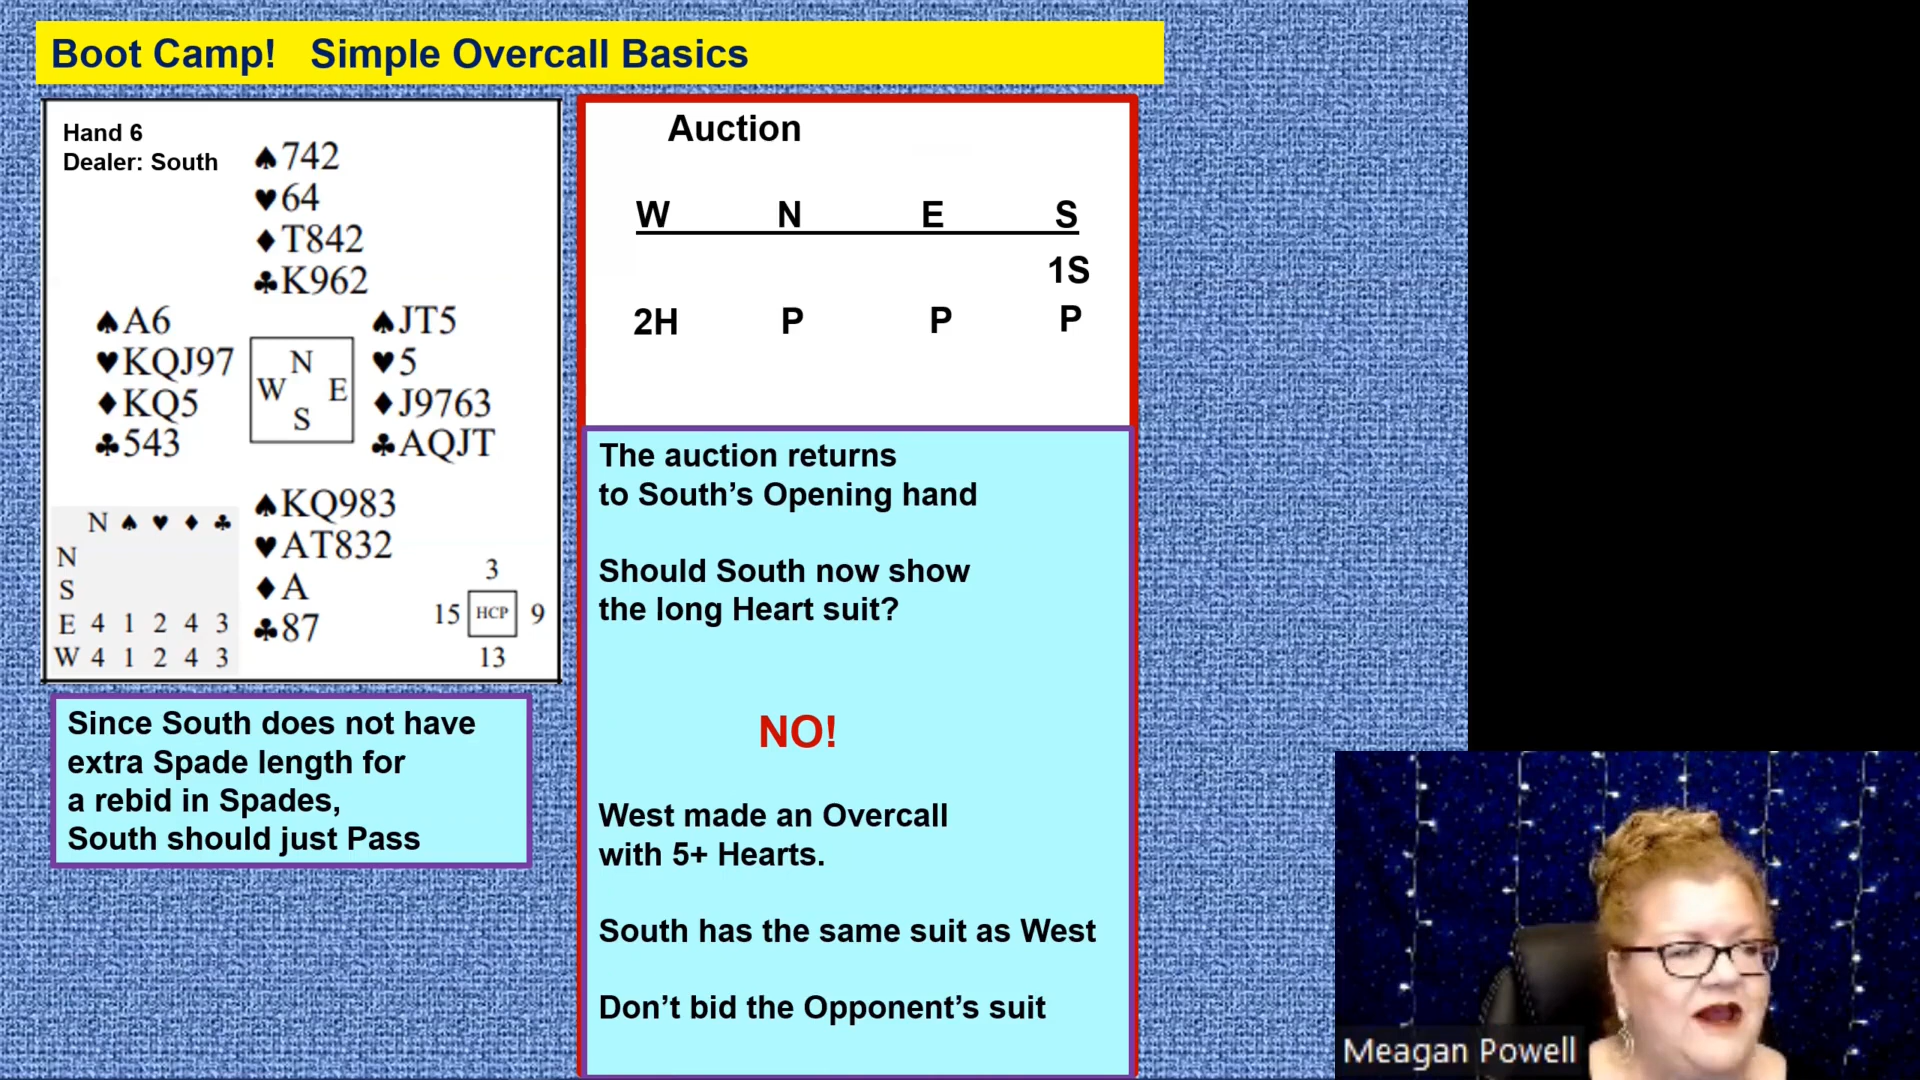 Boot Camp! Simple Overcall Basics
Hand 6
Dealer: South
♠742
♥64
♦T842
♣K962
♠A6
♥KQJ97
♦KQ5
♣543
N
W E
S
♠JT5
♥5
♦J9763
♣AQJT
♠KQ983
♥AT832
♦A
♣87
N ♠ ♥ ♦ ♣
N
S
E 4 1 2 4 3
W 4 1 2 4 3
3
15 HCP 9
13
Since South does not have
extra Spade length for
a rebid in Spades,
South should just Pass
Auction
W N E S
1S
2H P P P
The auction returns
to South’s Opening hand
Should South now show
the long Heart suit?
NO!
West made an Overcall
with 5+ Hearts.
South has the same suit as West
Don’t bid the Opponent’s suit
Meagan Powell